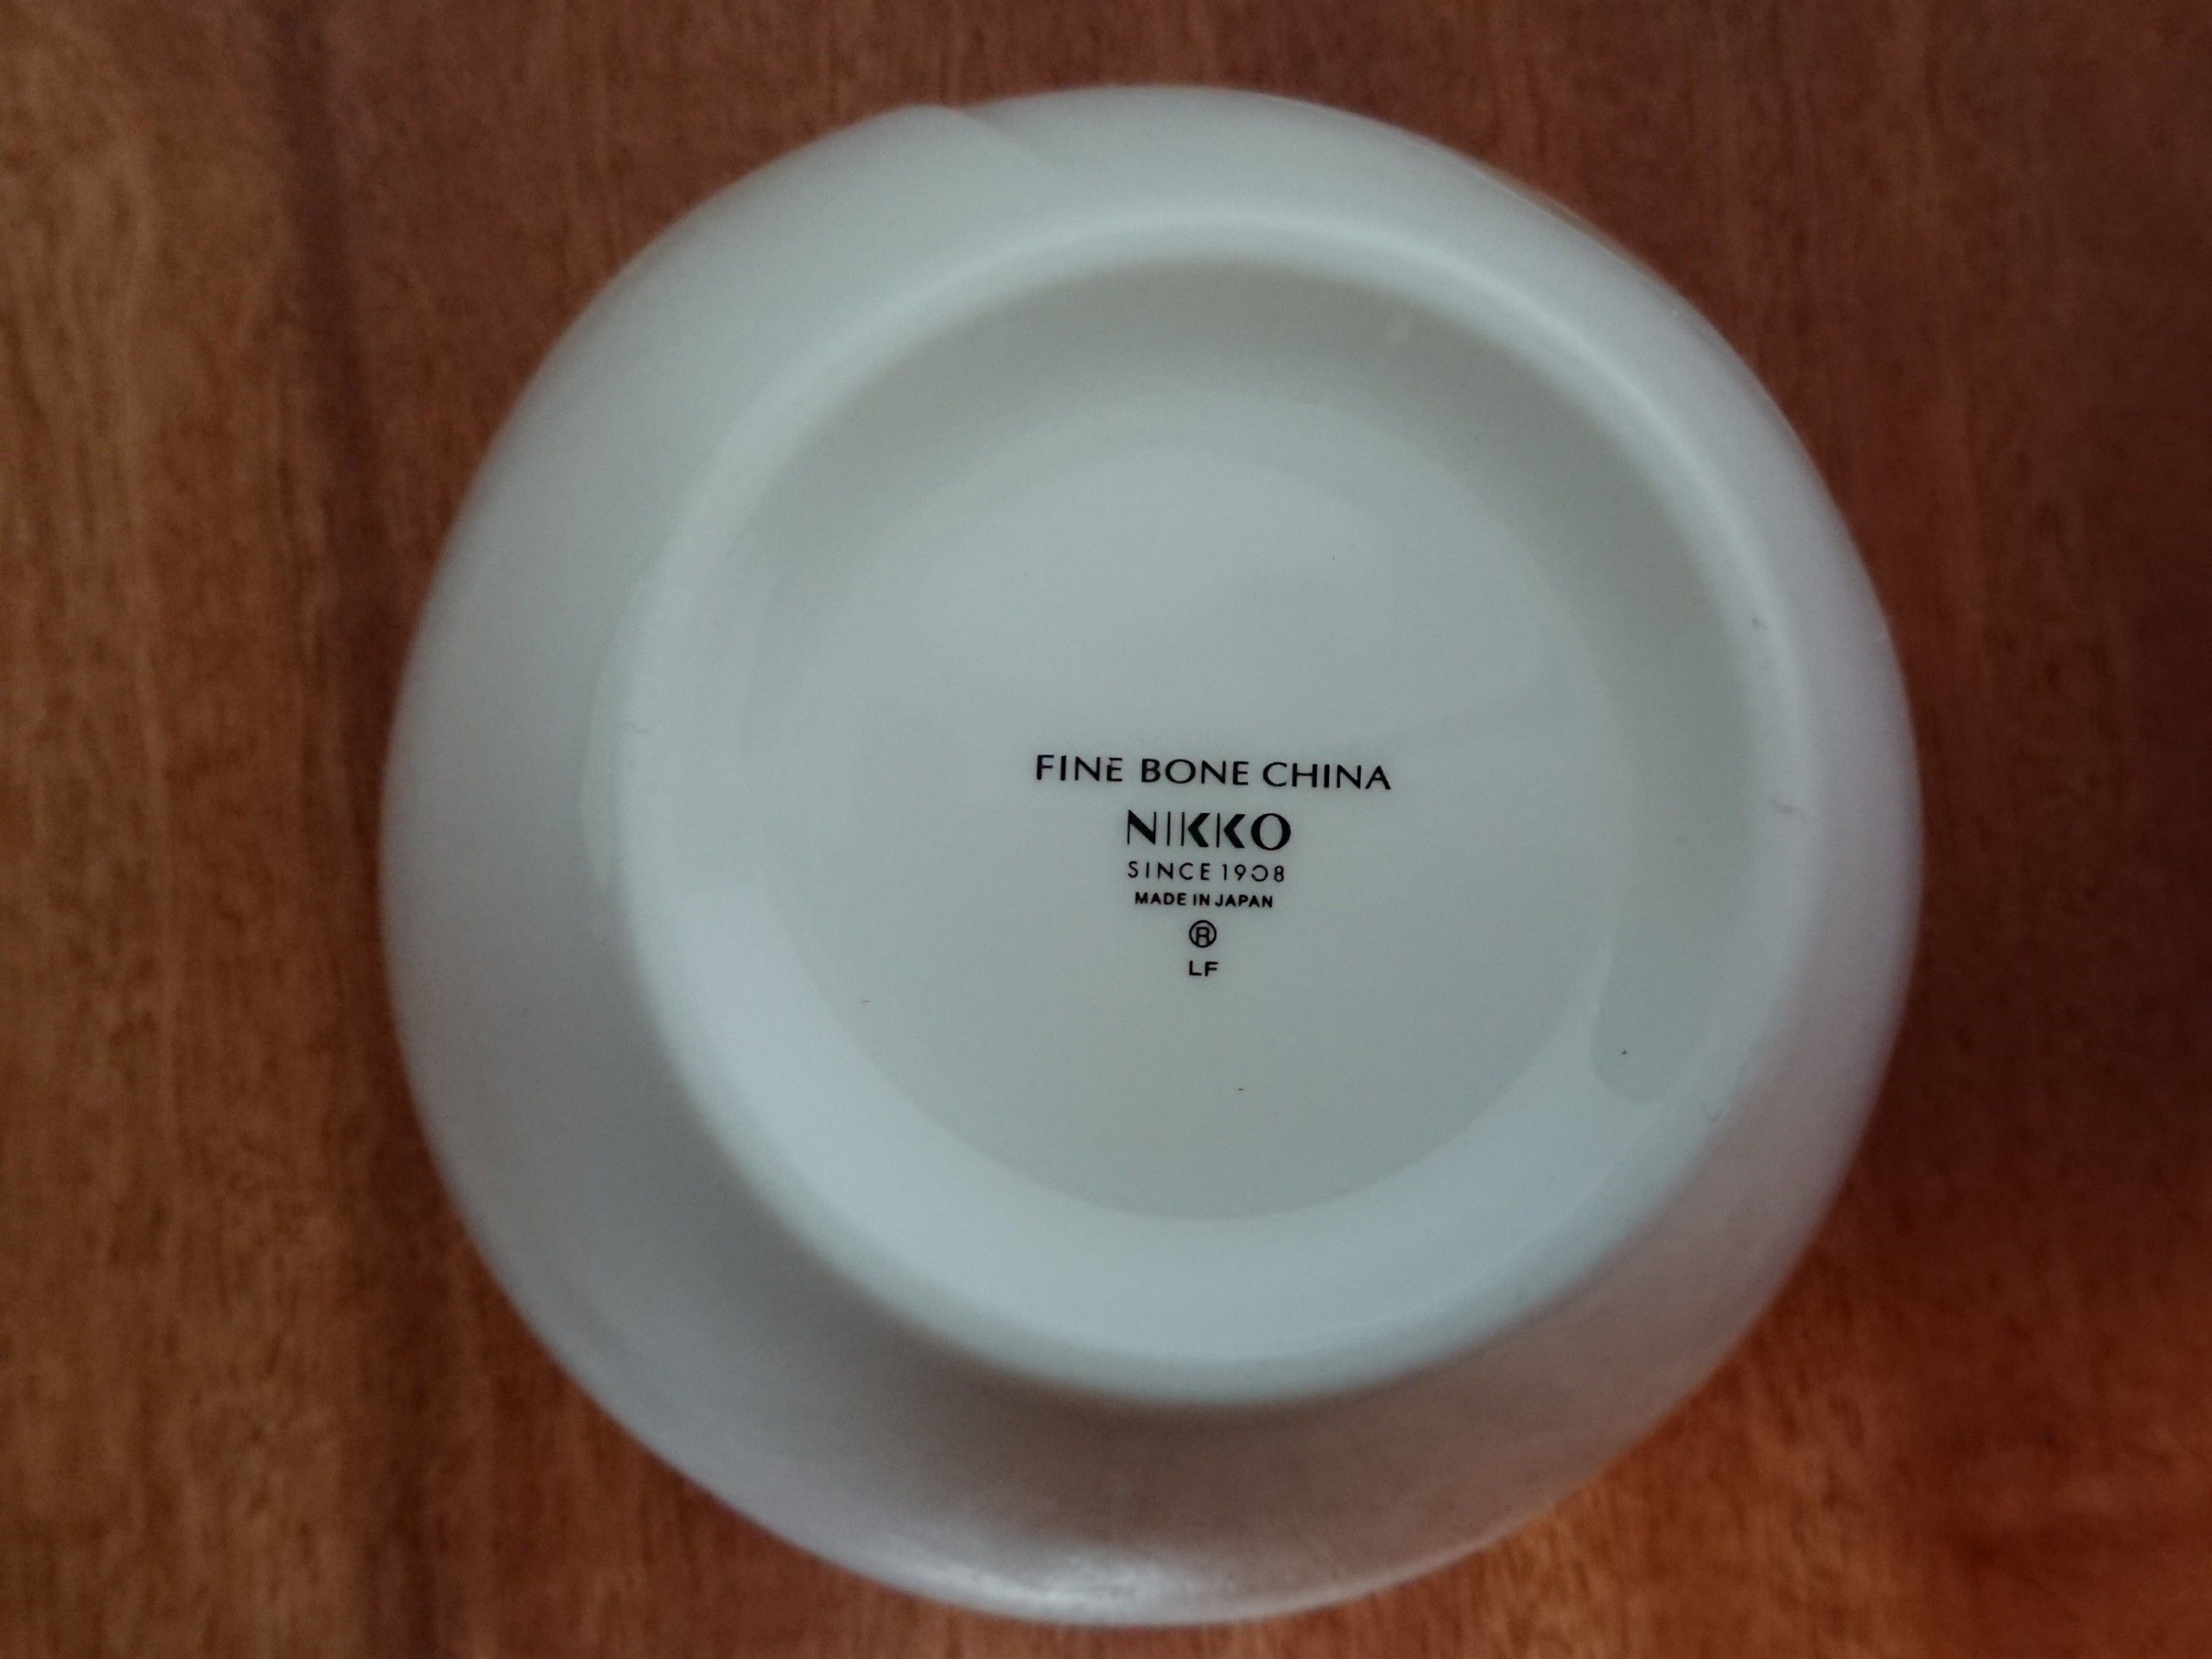 FINE BONE CHINA
NIKKO
SINCE 1908
MADE IN JAPAN
®
LF